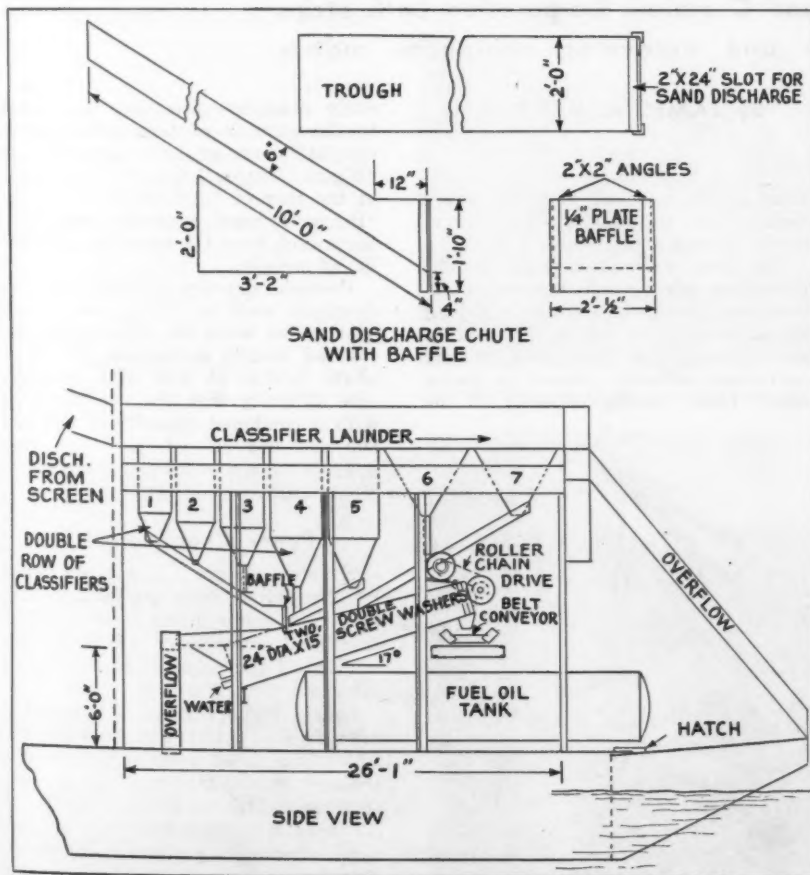 TROUGH
2'-0"
2"X24" SLOT FOR
SAND DISCHARGE
6"
10'-0"
2'-0"
3'-2"
12"
1'-10"
4"
2"X2" ANGLES
1/4" PLATE
BAFFLE
2'-½"
SAND DISCHARGE CHUTE
WITH BAFFLE
CLASSIFIER LAUNDER
DISCH.
FROM
SCREEN
1
2
3
4
5
6
7
DOUBLE
ROW OF
CLASSIFIERS
BAFFLE
ROLLER
CHAIN
DRIVE
BELT
CONVEYOR
TWO,
24" DIA.X15'
DOUBLE
SCREW WASHERS
17°
OVERFLOW
WATER
OVERFLOW
6'-0"
FUEL OIL
TANK
HATCH
26'-1"
SIDE VIEW